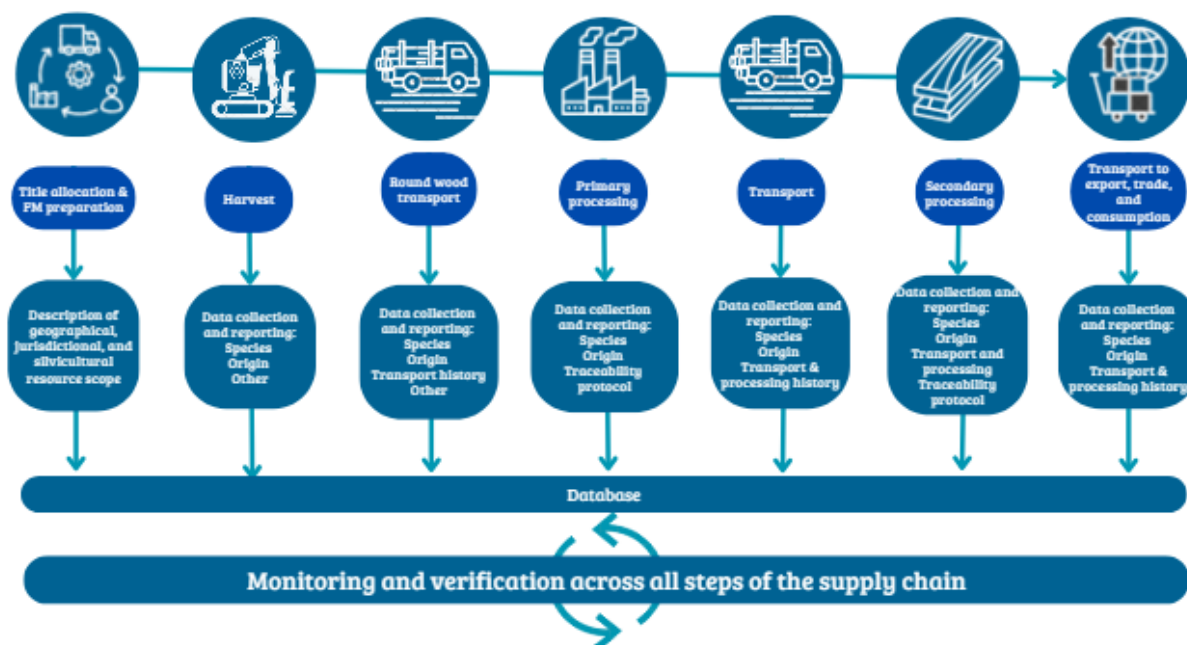 Title allocation &
FM preparation
Harvest
Round wood
transport
Primary
processing
Transport
Secondary
processing
Transport to
export, trade,
and
consumption
Description of
geographical,
jurisdictional, and
silvicultural
resource scope
Data collection
and reporting:
Species
Origin
Other
Data collection
and reporting:
Species
Origin
Transport history
Other
Data collection
and reporting:
Species
Origin
Traceability
protocol
Data collection and
reporting:
Species
Origin
Transport &
processing history
Data collection and
reporting:
Species
Origin
Transport and
processing
Traceability
protocol
Data collection and
reporting:
Species
Origin
Transport &
processing history
Database
Monitoring and verification across all steps of the supply chain